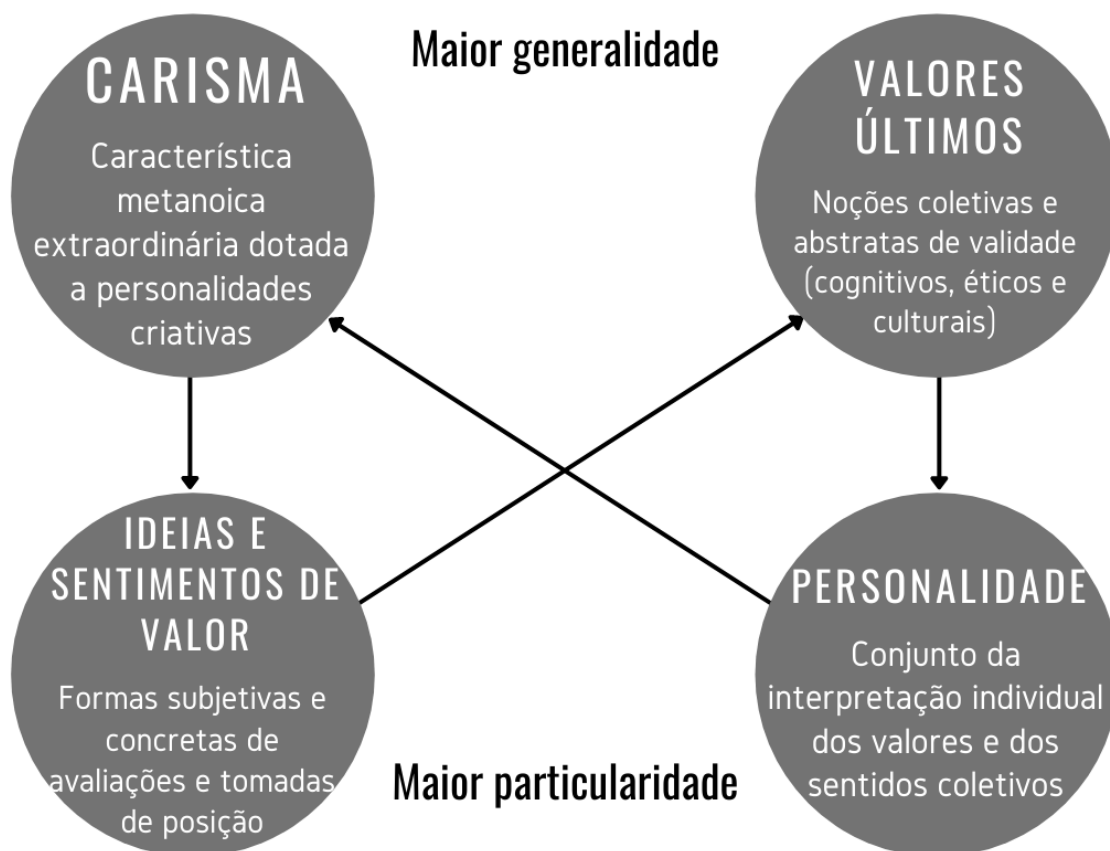 CARISMA
Característica
metanoica
extraordinária dotada
a personalidades
criativas
Maior generalidade
VALORES
ÚLTIMOS
Noções coletivas e
abstratas de validade
(cognitivos, éticos e
culturais)
IDEIAS E
SENTIMENTOS DE
VALOR
Formas subjetivas e
concretas de
avaliações e tomadas
de posição
Maior particularidade
PERSONALIDADE
Conjunto da
interpretação individual
dos valores e dos
sentidos coletivos